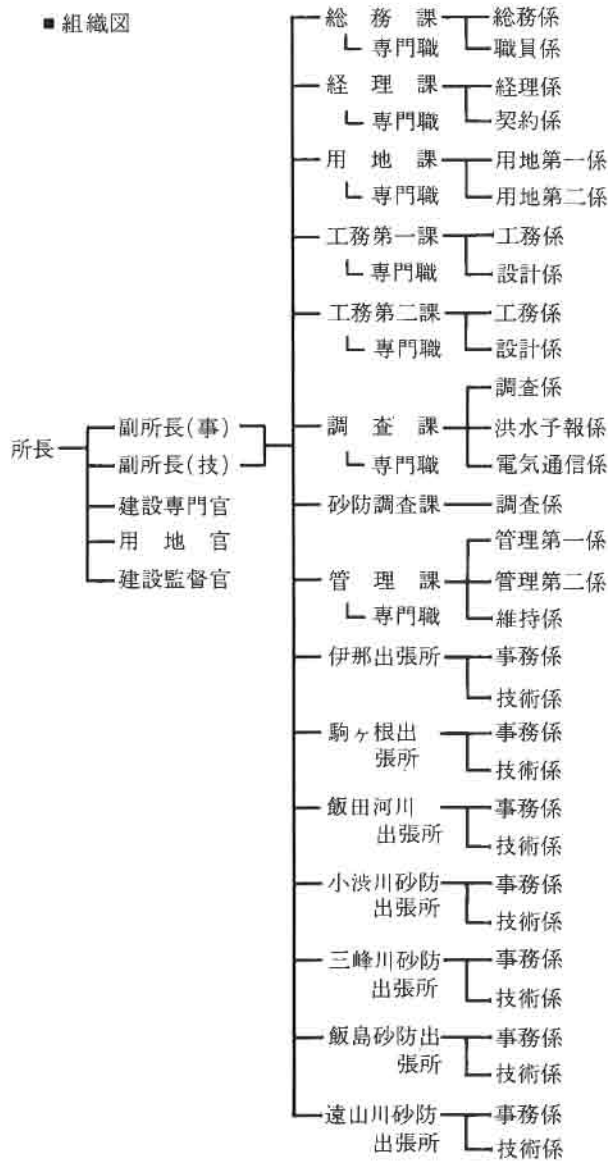 ■組織図
総務課 総務係
専門職 職員係
経理課 経理係
専門職 契約係
用地課 用地第一係
専門職 用地第二係
工務第一課 工務係
専門職 設計係
工務第二課 工務係
専門職 設計係
調査係
所長 副所長(事) 調査課 洪水予報係
副所長(技) 専門職 電気通信係
建設専門官 砂防調査課 調査係
用地官 管理第一係
建設監督官 管理課 管理第二係
専門職 維持係
伊那出張所 事務係
技術係
駒ヶ根出 事務係
張所 技術係
飯田河川 事務係
出張所 技術係
小渋川砂防 事務係
出張所 技術係
三峰川砂防 事務係
出張所 技術係
飯島砂防出 事務係
張所 技術係
遠山川砂防 事務係
出張所 技術係